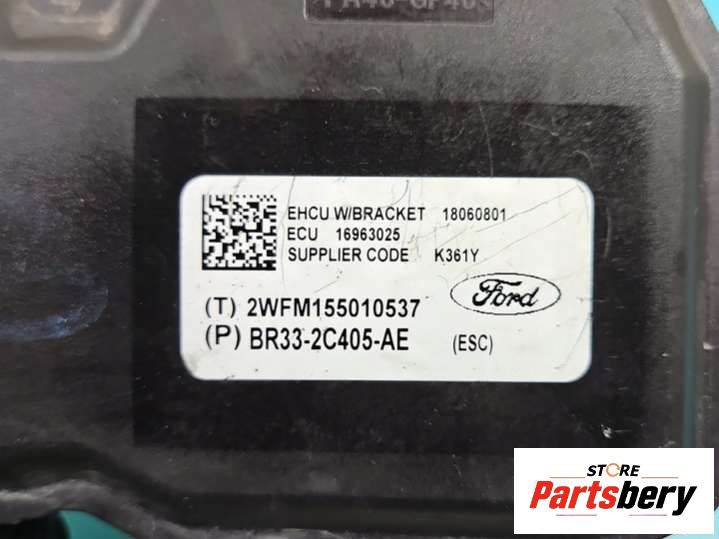 EHCU W/BRACKET 18060801
ECU 16963025
SUPPLIER CODE K361Y
Ford
(T) 2WFM155010537
(P) BR33-2C405-AE (ESC)
STORE
Partsbery